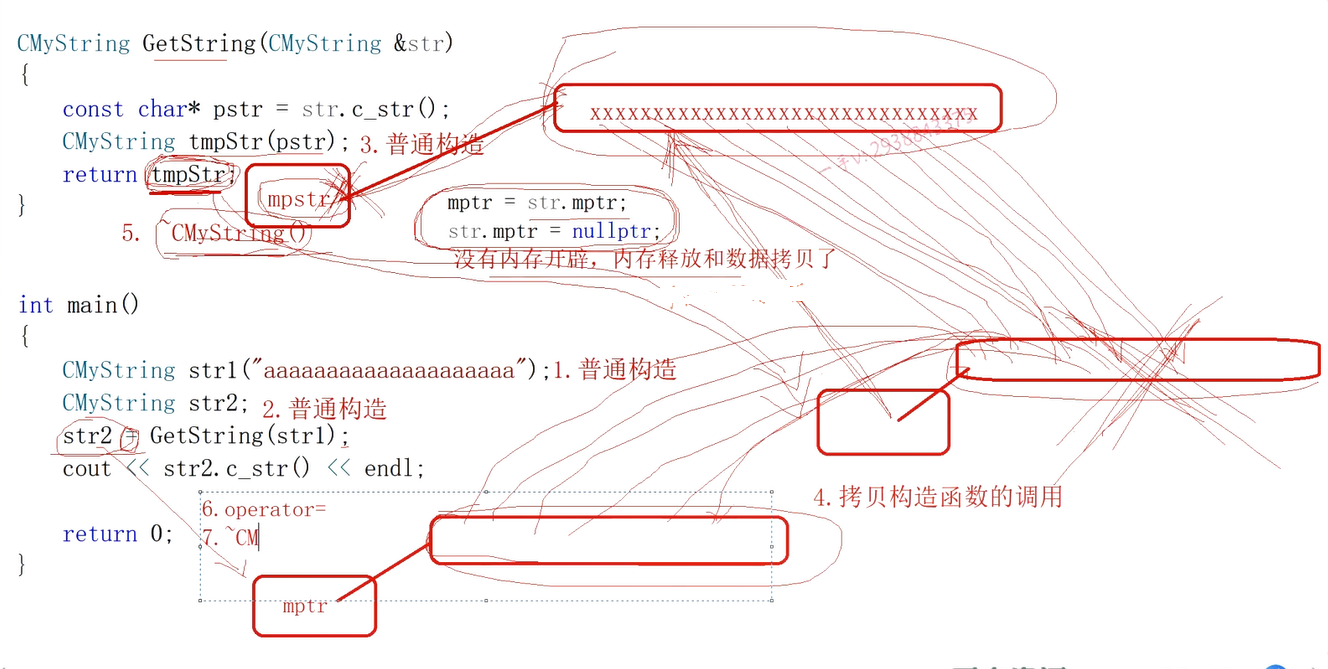 CMyString GetString(CMyString &str)
{
const char* pstr = str.c_str();
CMyString tmpStr(pstr); 3.普通构造
return tmpStr;
}
xxxxxxxxxxxxxxxxxxxxxxxxxxxxxxx
mpstr
mptr = str.mptr;
str.mptr = nullptr;
5. ~CMyString()
没有内存开辟，内存释放和数据拷贝了
int main()
{
CMyString str1("aaaaaaaaaaaaaaaaaaaa");1.普通构造
CMyString str2; 2.普通构造
str2 = GetString(str1);
cout << str2.c_str() << endl;
4.拷贝构造函数的调用
6.operator=
return 0; 7.~CM
}
mptr